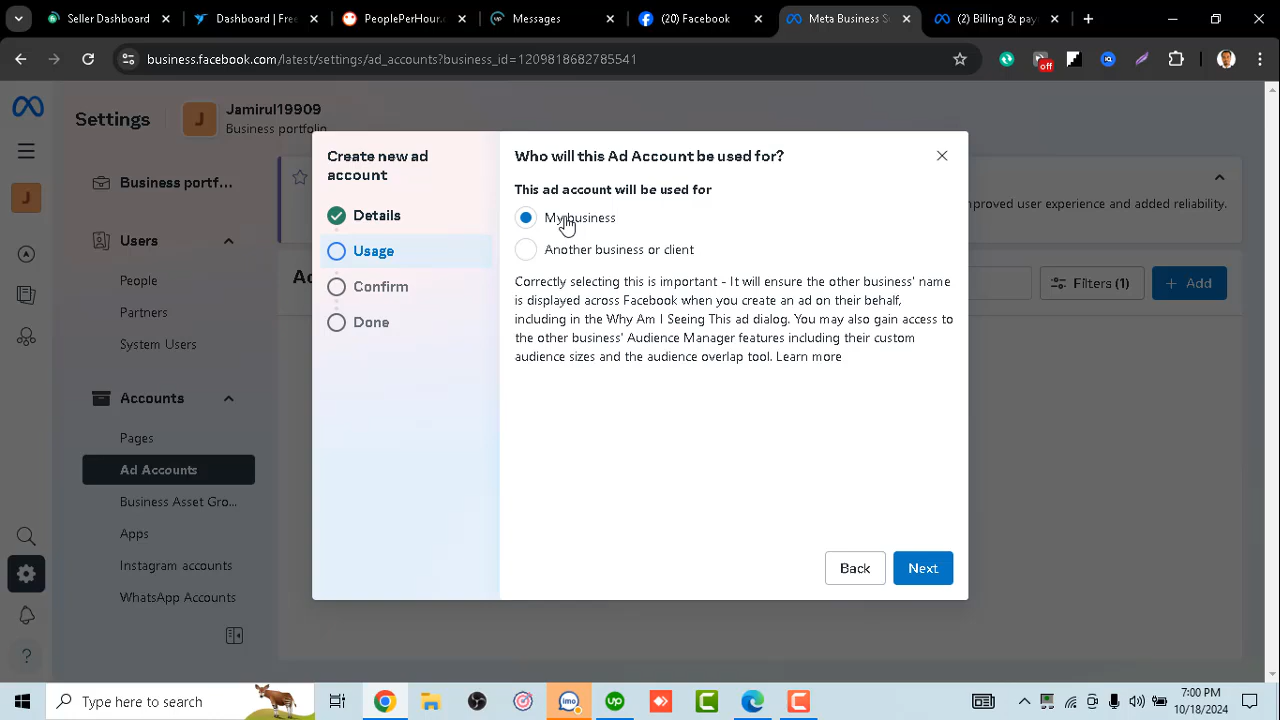 Seller Dashboard
Dashboard | Free
PeoplePerHour.c
Messages
(20) Facebook
Meta Business S
(2) Billing & pay
business.facebook.com/latest/settings/ad_accounts?business_id=1209818682785541
off
Settings
J
Jamirul19909
Business portfolio
J
Business portf...
Users
People
Partners
System Users
Accounts
Pages
Ad Accounts
Business Asset Gro...
Apps
Instagram accounts
WhatsApp Accounts
improved user experience and added reliability.
Filters (1)
+ Add
Create new ad
account
Details
Usage
Confirm
Done
Who will this Ad Account be used for?
This ad account will be used for
My business
Another business or client
Correctly selecting this is important - It will ensure the other business' name
is displayed across Facebook when you create an ad on their behalf,
including in the Why Am I Seeing This ad dialog. You may also gain access to
the other business' Audience Manager features including their custom
audience sizes and the audience overlap tool. Learn more
Back
Next
Type here to search
imo
up
7:00 PM
10/18/2024